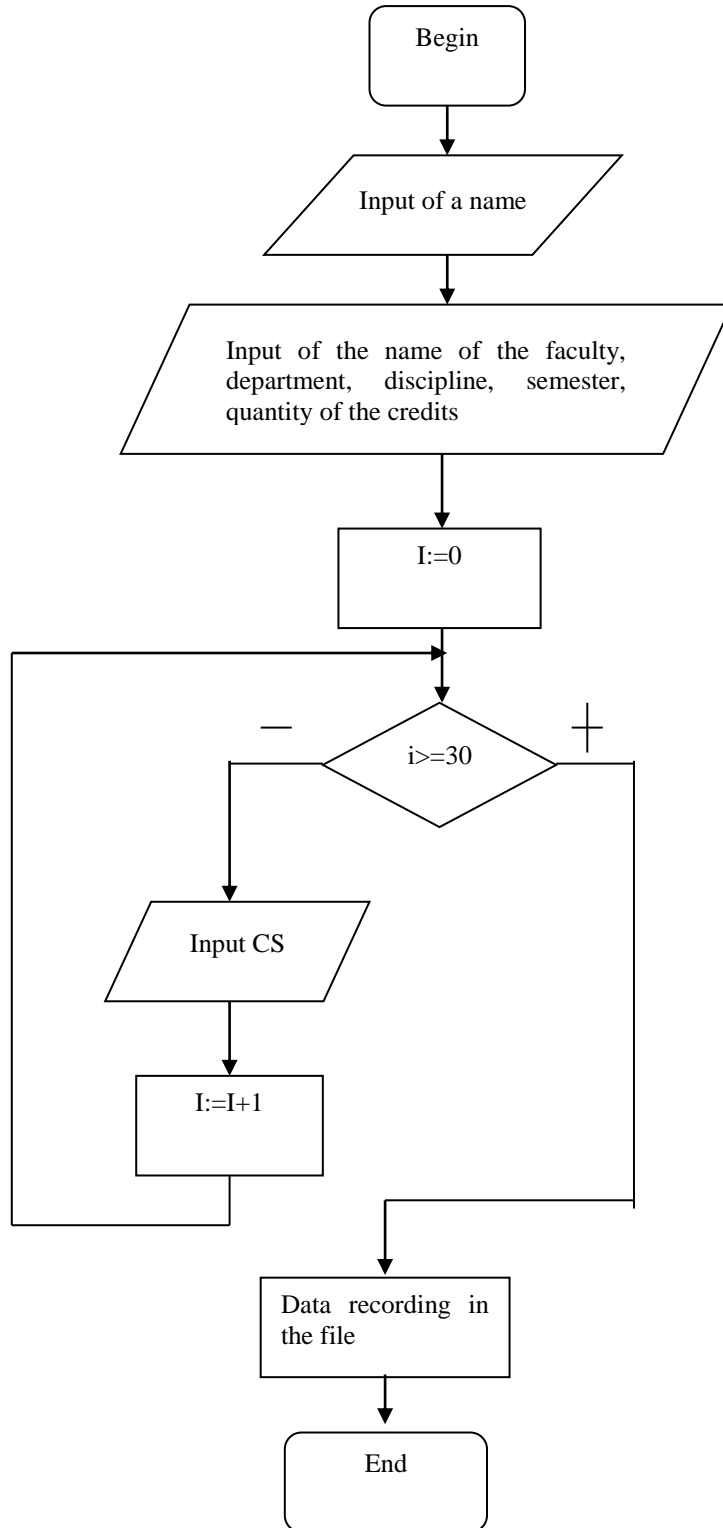 Begin
Input of a name
Input of the name of the faculty,
department, discipline, semester,
quantity of the credits
I:=0
— +
i>=30
Input CS
I:=I+1
Data recording in
the file
End